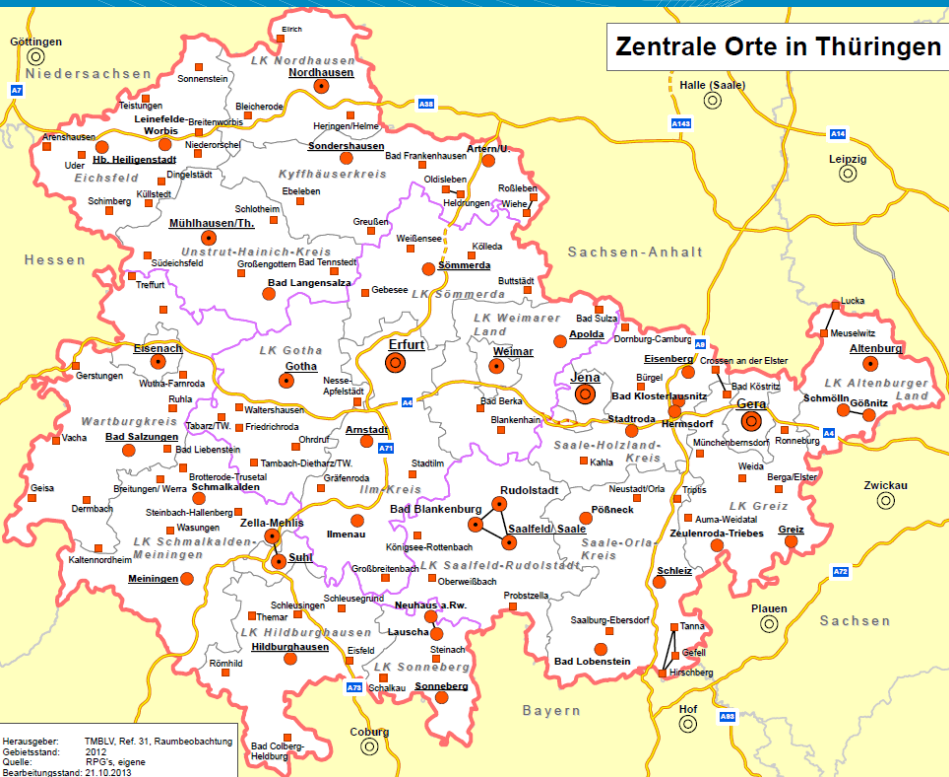 Zentrale Orte in Thüringen
Ellrich
Göttingen
LK Nordhausen
Nordhausen
Niedersachsen
Sonnenstein
Halle (Saale)
A7
Teistungen
Bleicherode
A38
Leinefelde-
Worbis
Breitenworbis
Heringen/Helme
A143
A14
Arenshausen
Niederorschel
Sondershausen
Artern/U.
Uder
Hb. Heiligenstadt
Bad Frankenhausen
Leipzig
Eichsfeld
Dingelstädt
Kyffhäuserkreis
Oldisleben
Roßleben
Schimberg
Küllstedt
Ebeleben
Heldrungen
Wiehe
Schlotheim
Mühlhausen/Th.
Greußen
Weißensee
Kölleda
Unstrut-Hainich-Kreis
Sachsen-Anhalt
Hessen
Südeichsfeld
Großengottern
Bad Tennstedt
Sömmerda
Treffurt
Bad Langensalza
Gebesee
LK Sömmerda
Buttstädt
Lucka
LK Weimarer
Land
Bad Sulza
Meuselwitz
Apolda
Dornburg-Camburg
Eisenach
LK Gotha
Erfurt
Weimar
A9
Altenburg
Eisenberg
Crossen an der Elster
Gerstungen
Wutha-Farnroda
Gotha
Nesse-
Apfelstädt
Jena
Bürgel
Bad Köstritz
LK Altenburger
Land
Ruhla
A4
Bad Berka
Bad Klosterlausnitz
Gera
Schmölln
Gößnitz
Wartburgkreis
Tabarz/TW.
Waltershausen
Friedrichroda
Arnstadt
Blankenhain
Stadtroda
Hermsdorf
A4
Vacha
Bad Salzungen
Ohrdruf
A71
Saale-Holzland-
Kreis
Münchenbernsdorf
Ronneburg
Bad Liebenstein
Tambach-Dietharz/TW.
Stadtilm
Kahla
Weida
Brotterode-Trusetal
Gräfenroda
Berga/Elster
Geisa
Breitungen/ Werra
Schmalkalden
Ilm-Kreis
Rudolstadt
Neustadt/Orla
Triptis
Zwickau
Dermbach
Steinbach-Hallenberg
Bad Blankenburg
LK Greiz
Wasungen
Zella-Mehlis
Ilmenau
Saalfeld/.Saale
Pößneck
Auma-Weidatal
Zeulenroda-Triebes
Greiz
LK Schmalkalden-
Meiningen
Königsee-Rottenbach
Saale-Orla-
Kreis
Kaltennordheim
Suhl
Großbreitenbach
LK Saalfeld-Rudolstadt
Meiningen
Oberweißbach
Schleiz
A72
Schleusingen
Schleusegrund
Neuhaus a.Rw.
Probstzella
Plauen
Themar
Saalburg-Ebersdorf
Tanna
Sachsen
LK Hildburghausen
Lauscha
Hildburghausen
Steinach
Gefell
Römhild
Eisfeld
LK Sonneberg
Bad Lobenstein
Hirschberg
A73
Schalkau
Sonneberg
Bayern
Hof
A93
Coburg
Bad Colberg-
Heldburg
Herausgeber: TMBLV, Ref. 31, Raumbeobachtung
Gebietsstand: 2012
Quelle: RPG's, eigene
Bearbeitungsstand: 21.10.2013